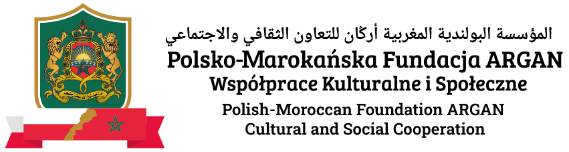 المؤسسة البولندية المغربية أرڭان للتعاون الثقافي والاجتماعي
Polsko-Marokańska Fundacja ARGAN
Współprace Kulturalne i Społeczne
Polish-Moroccan Foundation ARGAN
Cultural and Social Cooperation